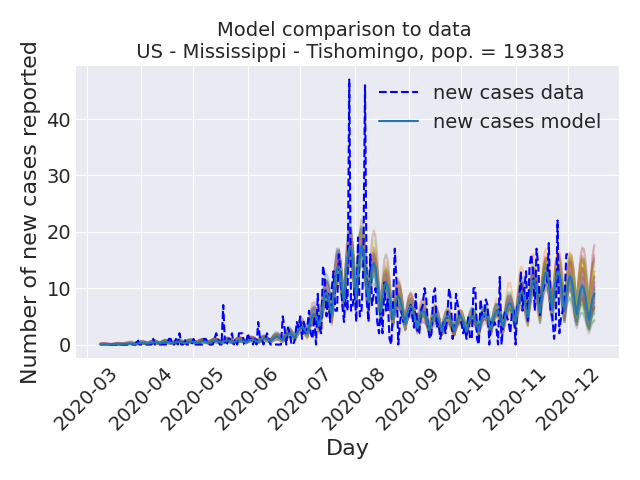 Model comparison to data
US - Mississippi - Tishomingo, pop. = 19383
Number of new cases reported
40
30
20
10
0
new cases data
new cases model
2020-03
2020-04
2020-05
2020-06
2020-07
2020-08
2020-09
2020-10
2020-11
2020-12
Day